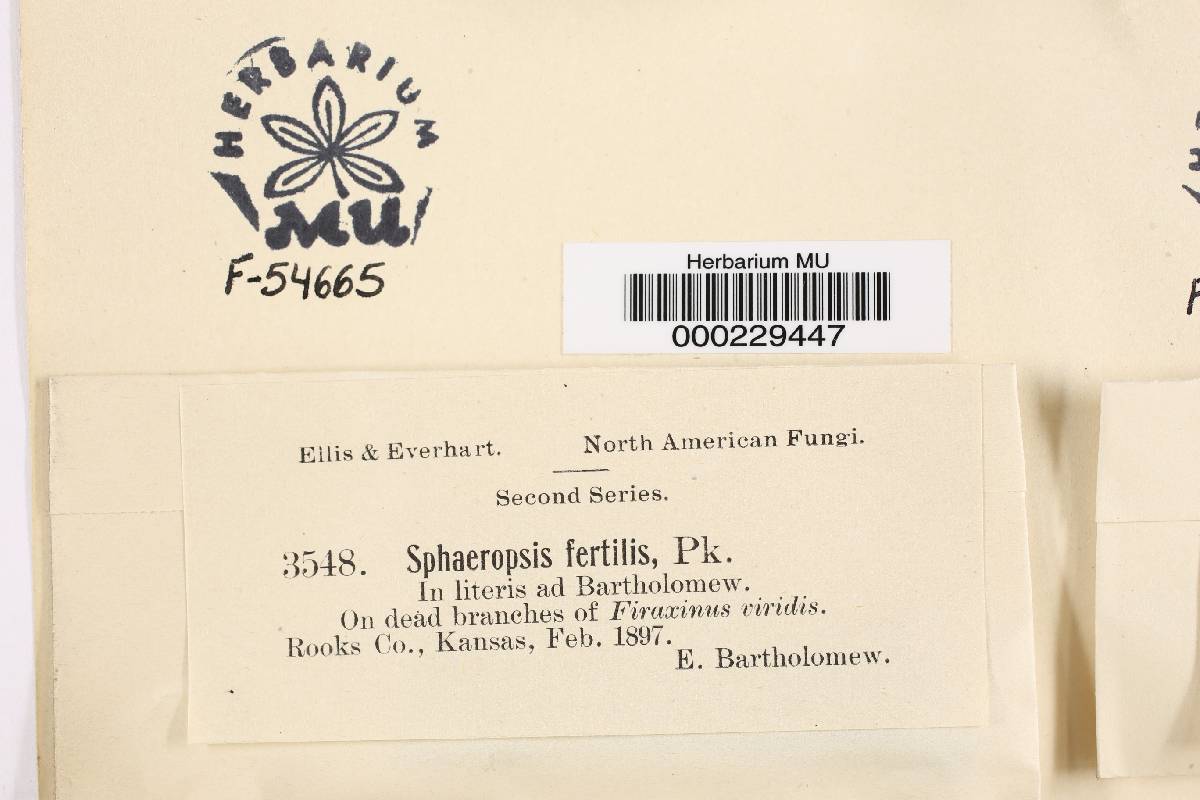 HERBARIUM
MU
F-54665
Herbarium MU
000229447
Ellis & Everhart. North American Fungi.
Second Series.
3548. Sphaeropsis fertilis, Pk.
In literis ad Bartholomew.
On dead branches of Firaxinus viridis.
Rooks Co., Kansas, Feb. 1897.
E. Bartholomew.